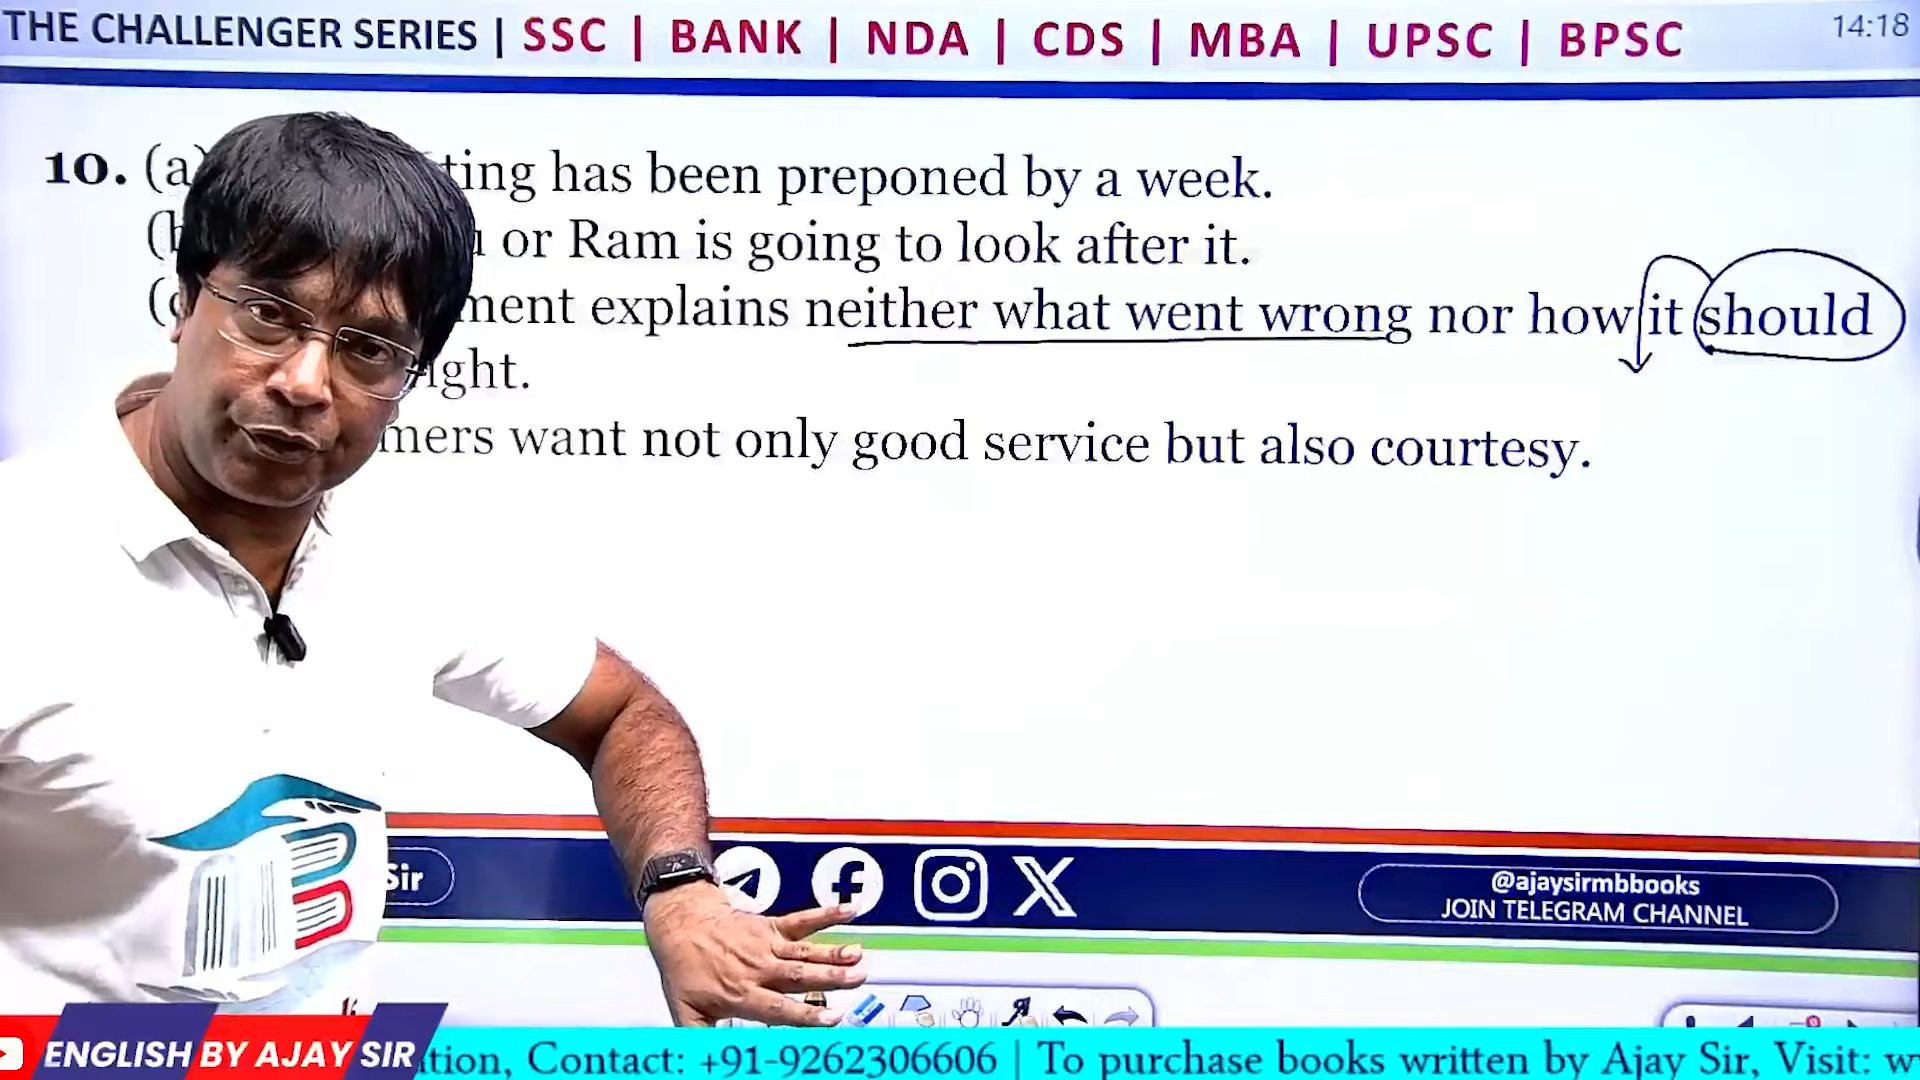 THE CHALLENGER SERIES | SSC | BANK | NDA | CDS | MBA | UPSC | BPSC
14:18
10. (a) ting has been preponed by a week.
(b or Ram is going to look after it.
(c ment explains neither what went wrong nor how it should
ight.
mers want not only good service but also courtesy.
Sir
@ajaysirmbbooks
JOIN TELEGRAM CHANNEL
ENGLISH BY AJAY SIR
tion, Contact: +91-9262306606 | To purchase books written by Ajay Sir, Visit: w